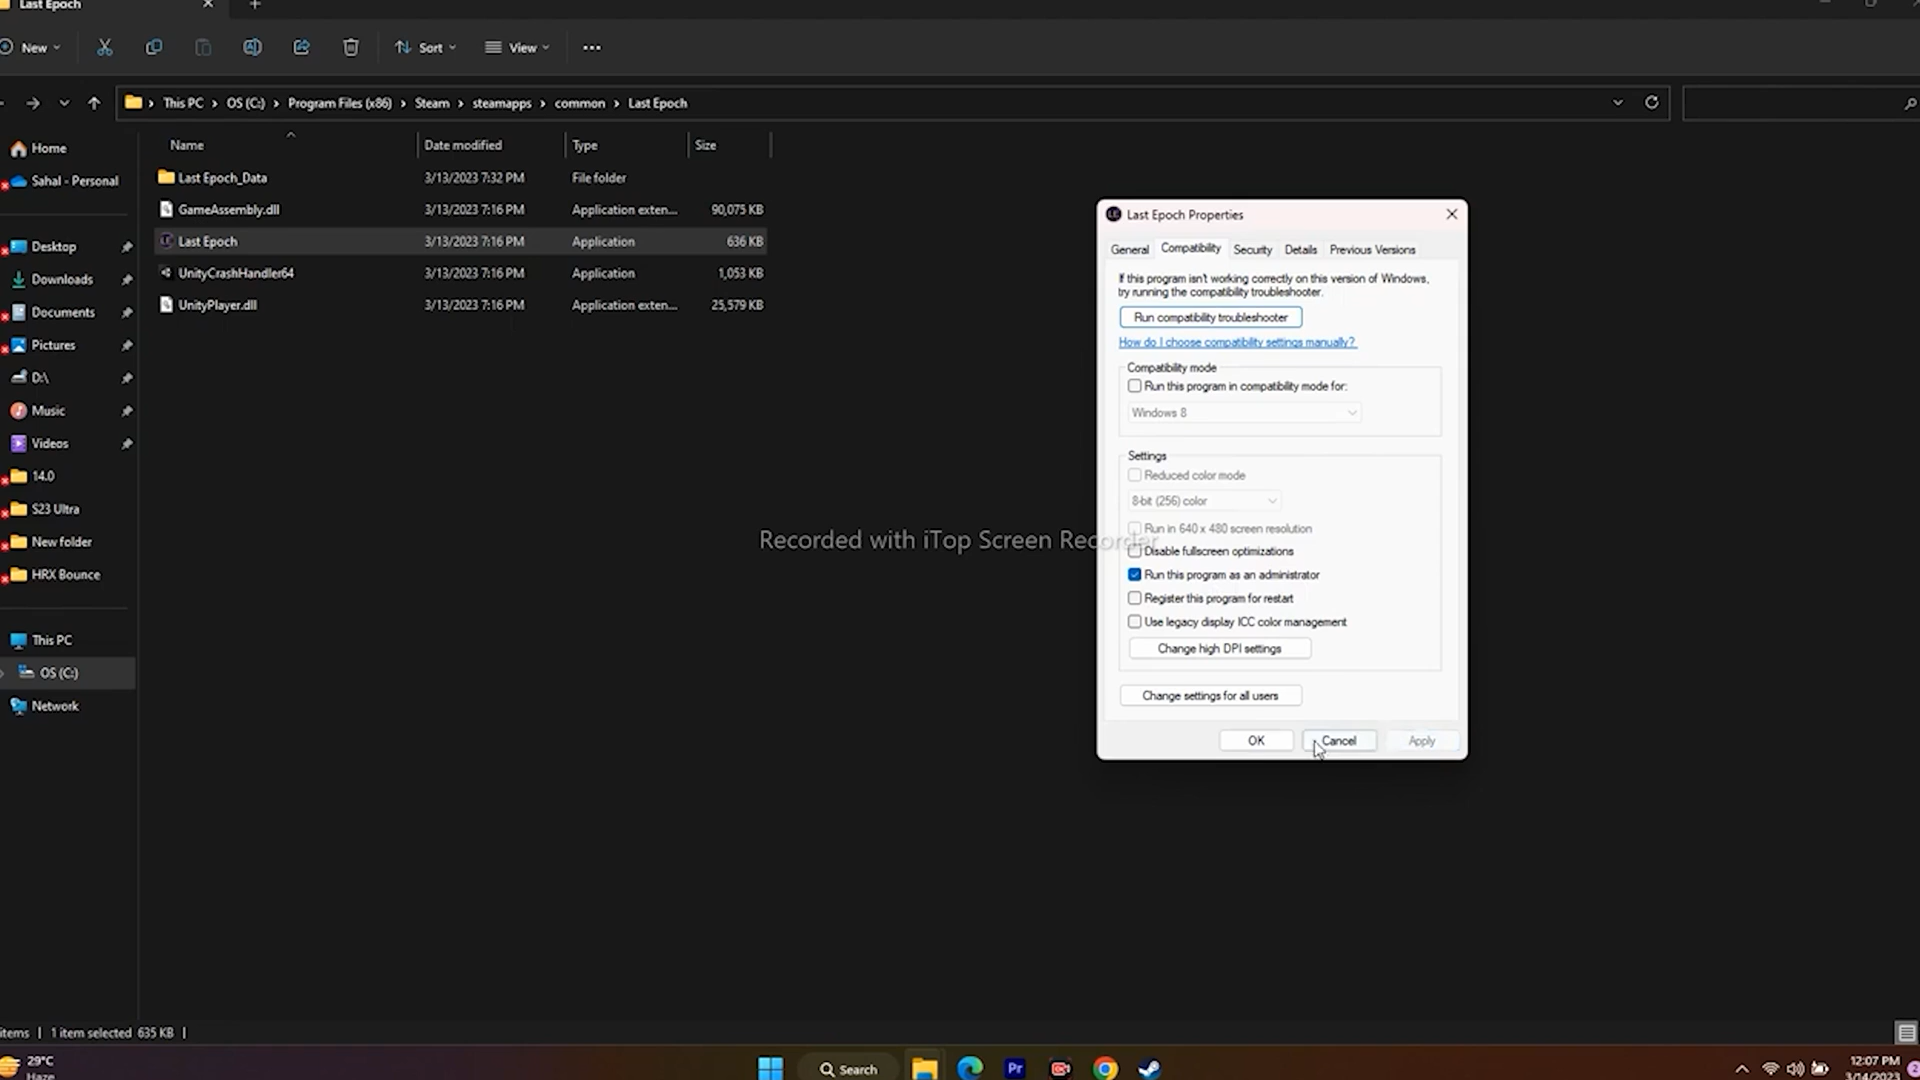 Last Epoch
New
Sort
View
This PC
OS (C:)
Program Files (x86)
Steam
steamapps
common
Last Epoch
Home
Sahal - Personal
Desktop
Downloads
Documents
Pictures
D:\
Music
Videos
14.0
S23 Ultra
New folder
HRX Bounce
This PC
OS (C:)
Network
Name Date modified Type Size
Last Epoch_Data 3/13/2023 7:32 PM File folder
GameAssembly.dll 3/13/2023 7:16 PM Application exten... 90,075 KB
Last Epoch 3/13/2023 7:16 PM Application 636 KB
UnityCrashHandler64 3/13/2023 7:16 PM Application 1,053 KB
UnityPlayer.dll 3/13/2023 7:16 PM Application exten... 25,579 KB
Recorded with iTop Screen Recorder
Last Epoch Properties
General Compatibility Security Details Previous Versions
If this program isn't working correctly on this version of Windows,
try running the compatibility troubleshooter.
Run compatibility troubleshooter
How do I choose compatibility settings manually?
Compatibility mode
Run this program in compatibility mode for:
Windows 8
Settings
Reduced color mode
8-bit (256) color
Run in 640 x 480 screen resolution
Disable fullscreen optimizations
Run this program as an administrator
Register this program for restart
Use legacy display ICC color management
Change high DPI settings
Change settings for all users
OK Cancel Apply
items 1 item selected 635 KB
29°C
Haze
Search
Pr
12:07 PM
3/14/2023
2